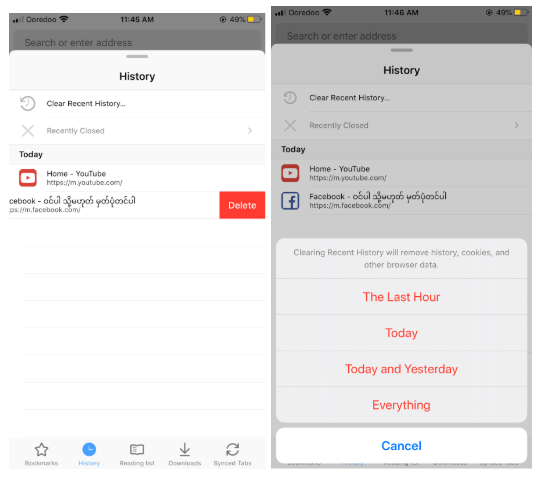 Ooredoo
11:45 AM
49%
Search or enter address
History
Clear Recent History...
Recently Closed
Today
Home - YouTube
https://m.youtube.com/
cebook - ဝင်ပါ သို့မဟုတ် မှတ်ပုံတင်ပါ
ps://m.facebook.com/
Delete
Bookmarks
History
Reading list
Downloads
Synced Tabs
Ooredoo
11:46 AM
49%
Search or enter address
History
Clear Recent History...
Recently Closed
Today
Home - YouTube
https://m.youtube.com/
Facebook - ဝင်ပါ သို့မဟုတ် မှတ်ပုံတင်ပါ
https://m.facebook.com/
Clearing Recent History will remove history, cookies, and
other browser data.
The Last Hour
Today
Today and Yesterday
Everything
Cancel